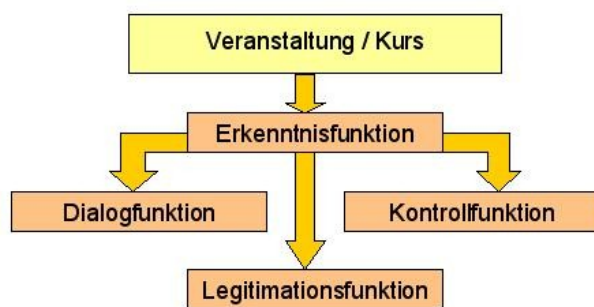 Veranstaltung / Kurs
Erkenntnisfunktion
Dialogfunktion
Kontrollfunktion
Legitimationsfunktion